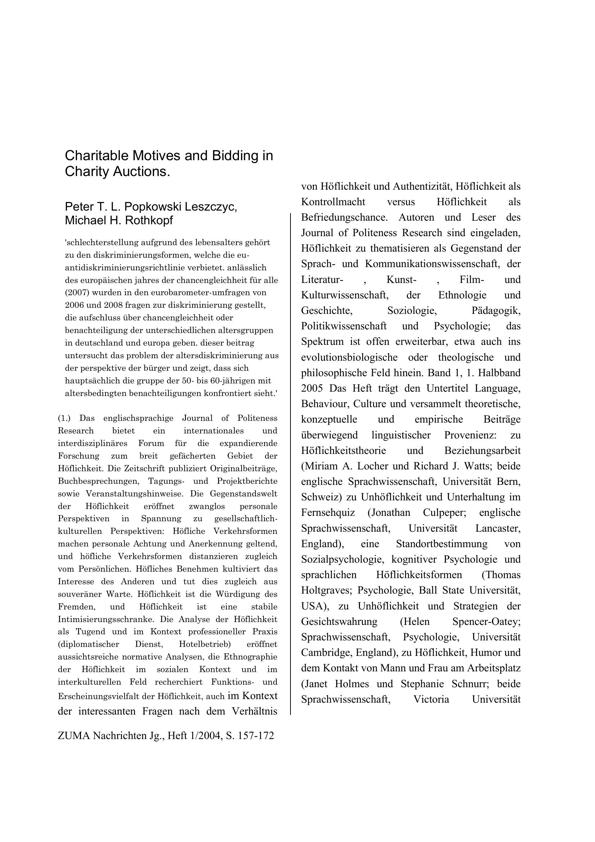 Charitable Motives and Bidding in
Charity Auctions.
Peter T. L. Popkowski Leszczyc,
Michael H. Rothkopf
'schlechterstellung aufgrund des lebensalters gehört
zu den diskriminierungsformen, welche die eu-
antidiskriminierungsrichtlinie verbietet. anlässlich
des europäischen jahres der chancengleichheit für alle
(2007) wurden in den eurobarometer-umfragen von
2006 und 2008 fragen zur diskriminierung gestellt,
die aufschluss über chancengleichheit oder
benachteiligung der unterschiedlichen altersgruppen
in deutschland und europa geben. dieser beitrag
untersucht das problem der altersdiskriminierung aus
der perspektive der bürger und zeigt, dass sich
hauptsächlich die gruppe der 50- bis 60-jährigen mit
altersbedingten benachteiligungen konfrontiert sieht.'
(1.) Das englischsprachige Journal of Politeness
Research bietet ein internationales und
interdisziplinäres Forum für die expandierende
Forschung zum breit gefächerten Gebiet der
Höflichkeit. Die Zeitschrift publiziert Originalbeiträge,
Buchbesprechungen, Tagungs- und Projektberichte
sowie Veranstaltungshinweise. Die Gegenstandswelt
der Höflichkeit eröffnet zwanglos personale
Perspektiven in Spannung zu gesellschaftlich-
kulturellen Perspektiven: Höfliche Verkehrsformen
machen personale Achtung und Anerkennung geltend,
und höfliche Verkehrsformen distanzieren zugleich
vom Persönlichen. Höfliches Benehmen kultiviert das
Interesse des Anderen und tut dies zugleich aus
souveräner Warte. Höflichkeit ist die Würdigung des
Fremden, und Höflichkeit ist eine stabile
Intimisierungsschranke. Die Analyse der Höflichkeit
als Tugend und im Kontext professioneller Praxis
(diplomatischer Dienst, Hotelbetrieb) eröffnet
aussichtsreiche normative Analysen, die Ethnographie
der Höflichkeit im sozialen Kontext und im
interkulturellen Feld recherchiert Funktions- und
Erscheinungsvielfalt der Höflichkeit, auch im Kontext
der interessanten Fragen nach dem Verhältnis
von Höflichkeit und Authentizität, Höflichkeit als
Kontrollmacht versus Höflichkeit als
Befriedungschance. Autoren und Leser des
Journal of Politeness Research sind eingeladen,
Höflichkeit zu thematisieren als Gegenstand der
Sprach- und Kommunikationswissenschaft, der
Literatur- , Kunst- , Film- und
Kulturwissenschaft, der Ethnologie und
Geschichte, Soziologie, Pädagogik,
Politikwissenschaft und Psychologie; das
Spektrum ist offen erweiterbar, etwa auch ins
evolutionsbiologische oder theologische und
philosophische Feld hinein. Band 1, 1. Halbband
2005 Das Heft trägt den Untertitel Language,
Behaviour, Culture und versammelt theoretische,
konzeptuelle und empirische Beiträge
überwiegend linguistischer Provenienz: zu
Höflichkeitstheorie und Beziehungsarbeit
(Miriam A. Locher und Richard J. Watts; beide
englische Sprachwissenschaft, Universität Bern,
Schweiz) zu Unhöflichkeit und Unterhaltung im
Fernsehquiz (Jonathan Culpeper; englische
Sprachwissenschaft, Universität Lancaster,
England), eine Standortbestimmung von
Sozialpsychologie, kognitiver Psychologie und
sprachlichen Höflichkeitsformen (Thomas
Holtgraves; Psychologie, Ball State Universität,
USA), zu Unhöflichkeit und Strategien der
Gesichtswahrung (Helen Spencer-Oatey;
Sprachwissenschaft, Psychologie, Universität
Cambridge, England), zu Höflichkeit, Humor und
dem Kontakt von Mann und Frau am Arbeitsplatz
(Janet Holmes und Stephanie Schnurr; beide
Sprachwissenschaft, Victoria Universität
ZUMA Nachrichten Jg., Heft 1/2004, S. 157-172